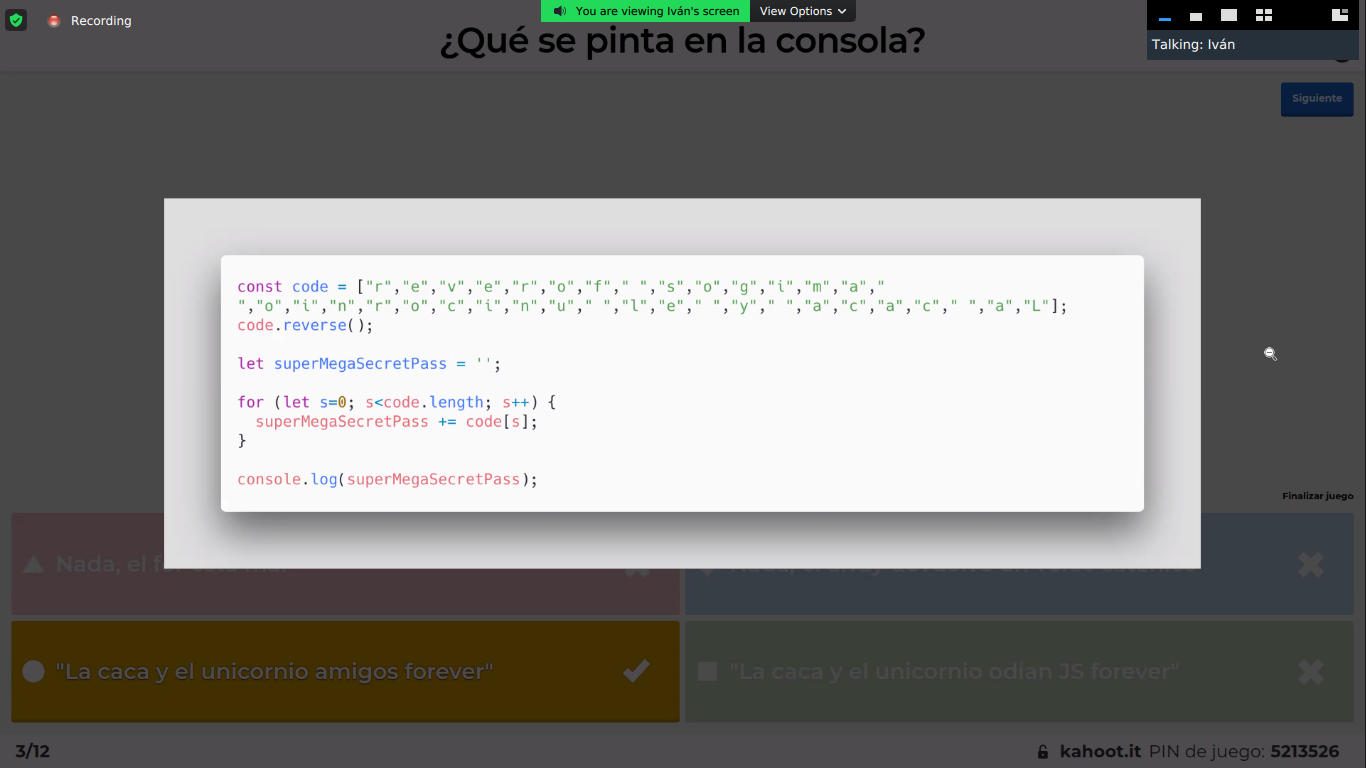 Recording
You are viewing Iván's screen
View Options
Talking: Iván
¿Qué se pinta en la consola?
Siguiente
const code = ["r","e","v","e","r","o","f"," ","s","o","g","i","m","a","
","o","i","n","r","o","c","i","n","u"," ","l","e"," ","y"," ","a","c","a","c"," ","a","L"];
code.reverse();
let superMegaSecretPass = '';
for (let s=0; s<code.length; s++) {
superMegaSecretPass += code[s];
}
console.log(superMegaSecretPass);
Finalizar juego
Nada, el for
"La caca y el unicornio amigos forever"
"La caca y el unicornio odian JS forever"
3/12
kahoot.it PIN de juego: 5213526